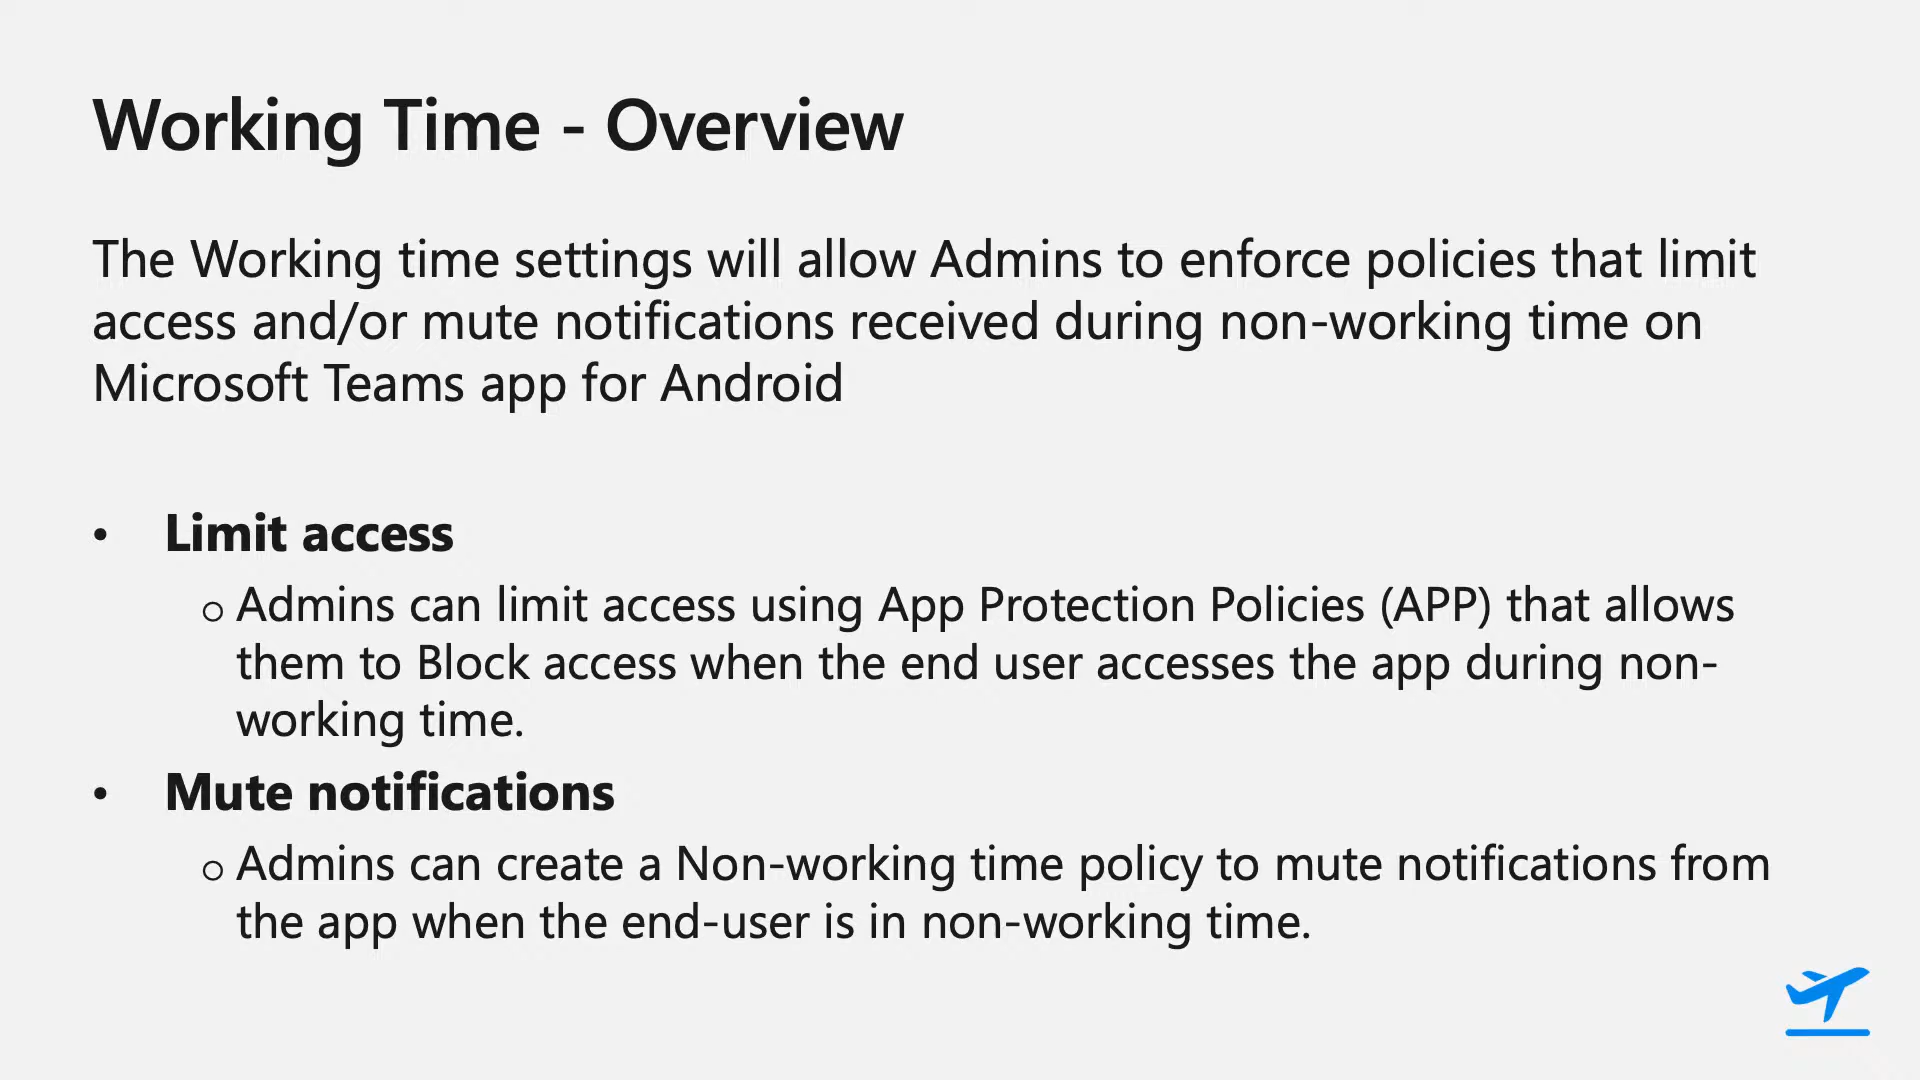 Working Time - Overview
The Working time settings will allow Admins to enforce policies that limit
access and/or mute notifications received during non-working time on
Microsoft Teams app for Android
• Limit access
o Admins can limit access using App Protection Policies (APP) that allows
them to Block access when the end user accesses the app during non-
working time.
• Mute notifications
o Admins can create a Non-working time policy to mute notifications from
the app when the end-user is in non-working time.